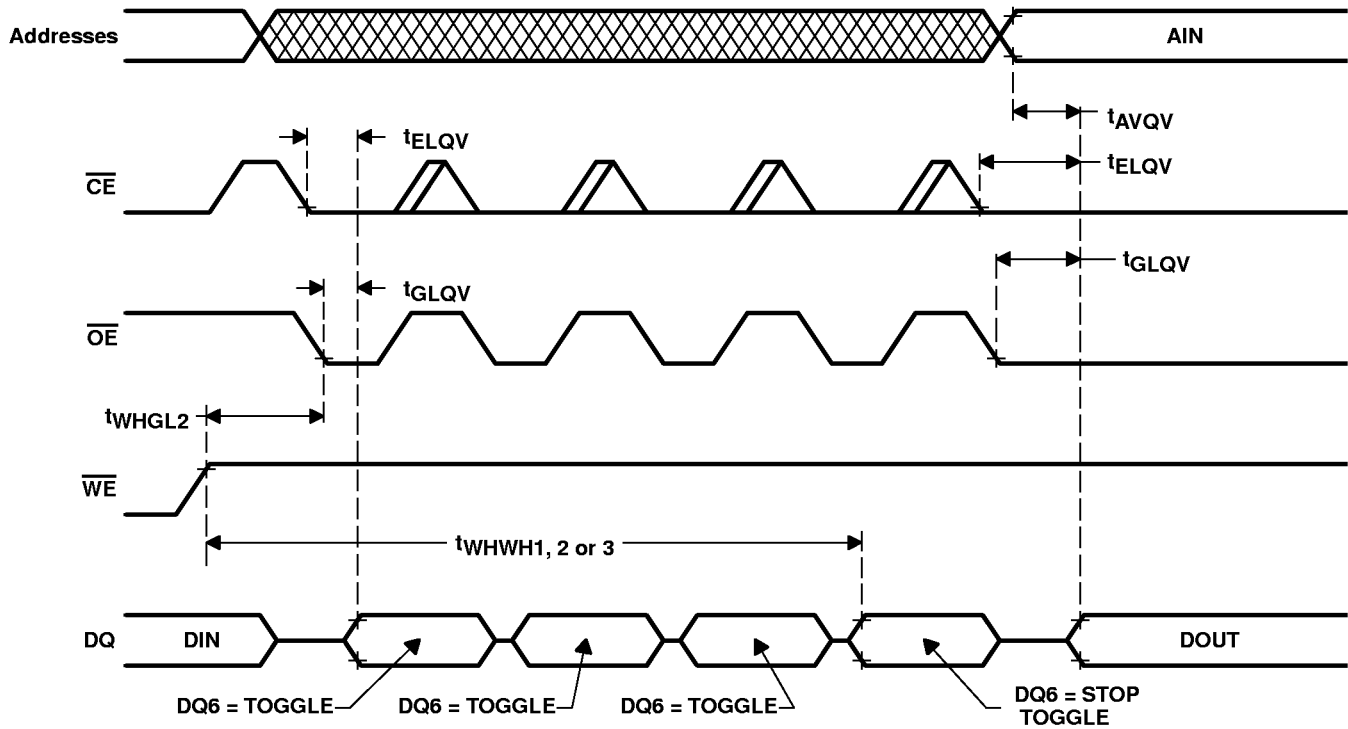 Addresses
AIN
tAVQV
tELQV
tELQV
CE
tGLQV
tGLQV
OE
tWHGL2
WE
tWHWH1, 2 or 3
DQ
DIN
DOUT
DQ6 = TOGGLE
DQ6 = TOGGLE
DQ6 = TOGGLE
DQ6 = STOP
TOGGLE